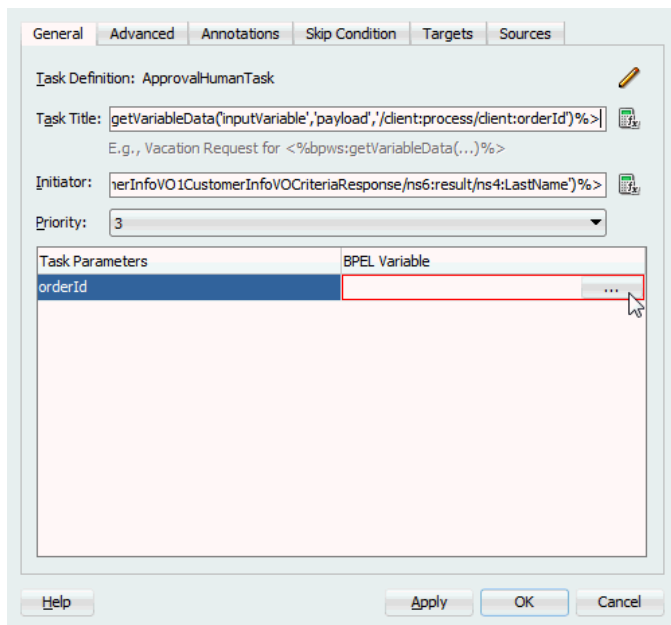 General Advanced Annotations Skip Condition Targets Sources
Task Definition: ApprovalHumanTask
Task Title: getVariableData('inputVariable','payload','/client:process/client:orderId')%>
E.g., Vacation Request for <%bpws:getVariableData(...)%>
Initiator: nerInfoVO1CustomerInfoVOCriteriaResponse/ns6:result/ns4:LastName')%>
Priority: 3
Task Parameters BPEL Variable
orderId ...
Help Apply OK Cancel